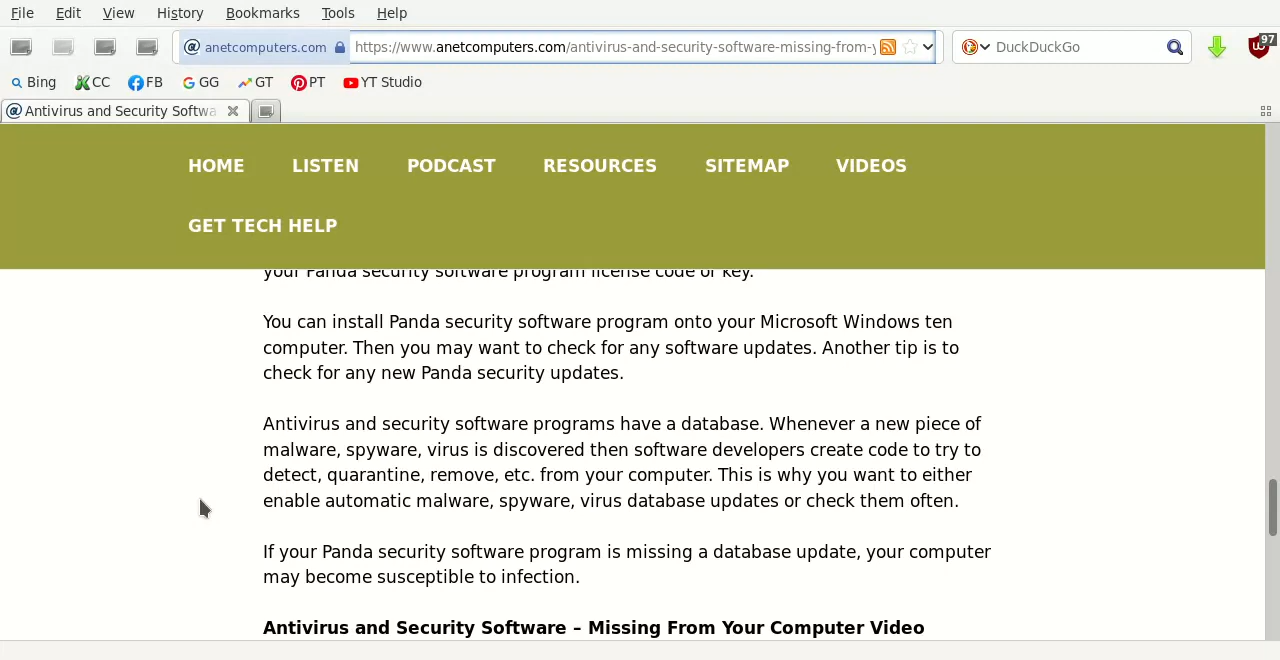 File Edit View History Bookmarks Tools Help
anetcomputers.com https://www.anetcomputers.com/antivirus-and-security-software-missing-from-y DuckDuckGo 97
Bing CC FB GG GT PT YT Studio
Antivirus and Security Softwa
HOME LISTEN PODCAST RESOURCES SITEMAP VIDEOS
GET TECH HELP
your Panda security software program license code or key.
You can install Panda security software program onto your Microsoft Windows ten
computer. Then you may want to check for any software updates. Another tip is to
check for any new Panda security updates.
Antivirus and security software programs have a database. Whenever a new piece of
malware, spyware, virus is discovered then software developers create code to try to
detect, quarantine, remove, etc. from your computer. This is why you want to either
enable automatic malware, spyware, virus database updates or check them often.
If your Panda security software program is missing a database update, your computer
may become susceptible to infection.
Antivirus and Security Software – Missing From Your Computer Video